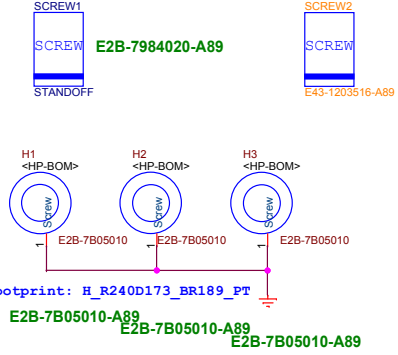 SCREW1
SCREW2
SCREW
E2B-7984020-A89
SCREW
STANDOFF
E43-1203516-A89
H1
H2
H3
<HP-BOM>
<HP-BOM>
<HP-BOM>
Screw
Screw
Screw
1
E2B-7B05010
1
E2B-7B05010
1
E2B-7B05010
ootprint: H_R240D173_BR189_PT
E2B-7B05010-A89
E2B-7B05010-A89
E2B-7B05010-A89